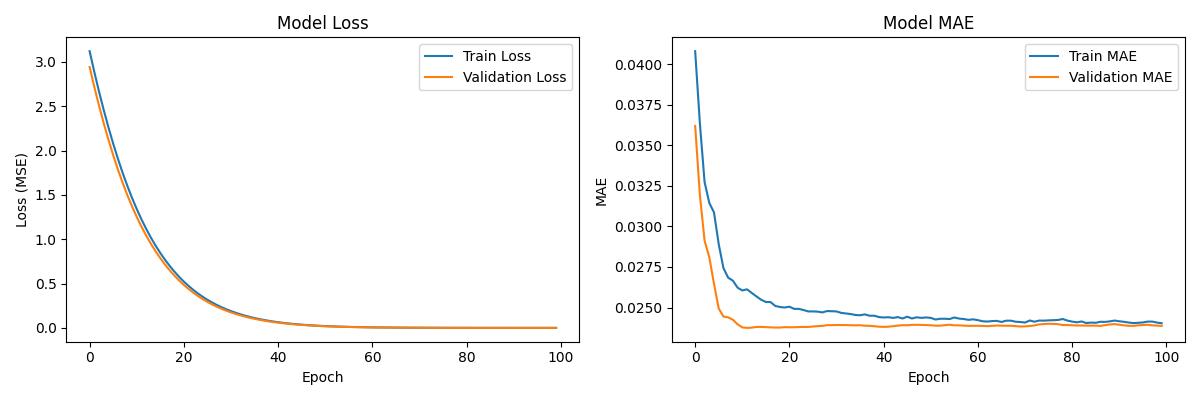 Model Loss
Loss (MSE)
3.0
2.5
2.0
1.5
1.0
0.5
0.0
Train Loss
Validation Loss
0 20 40 60 80 100
Epoch
Model MAE
MAE
0.0400
0.0375
0.0350
0.0325
0.0300
0.0275
0.0250
Train MAE
Validation MAE
0 20 40 60 80 100
Epoch